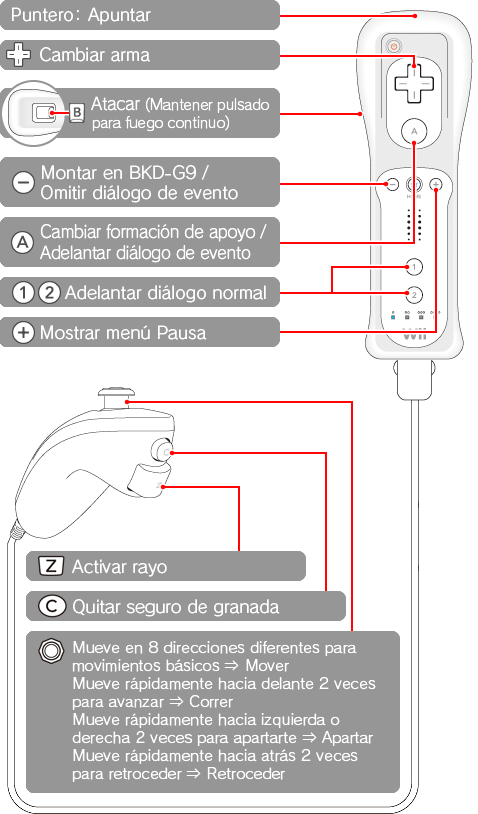 Puntero: Apuntar
Cambiar arma
B Atacar (Mantener pulsado
para fuego continuo)
Montar en BKD-G9 /
Omitir diálogo de evento
A Cambiar formación de apoyo /
Adelantar diálogo de evento
1 2 Adelantar diálogo normal
+ Mostrar menú Pausa
A
HOME
1
2
Wii
C
Z
Z Activar rayo
C Quitar seguro de granada
Mueve en 8 direcciones diferentes para
movimientos básicos ⇒ Mover
Mueve rápidamente hacia delante 2 veces
para avanzar ⇒ Correr
Mueve rápidamente hacia izquierda o
derecha 2 veces para apartarte ⇒ Apartar
Mueve rápidamente hacia atrás 2 veces
para retroceder ⇒ Retroceder